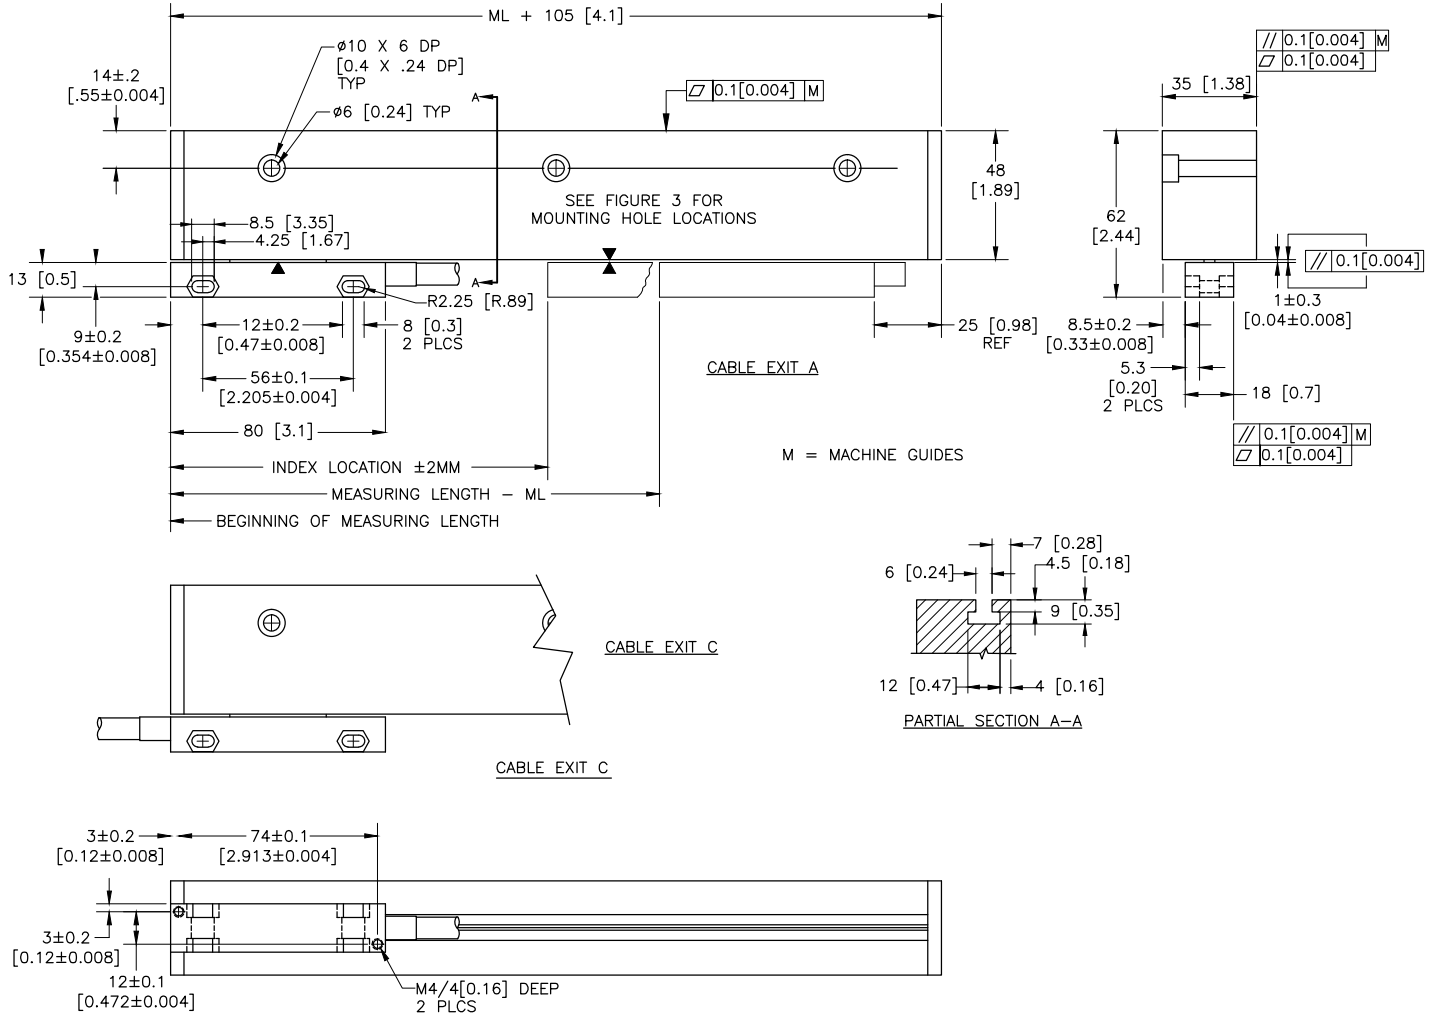 ML + 105 [4.1]
ø10 X 6 DP
[0.4 X .24 DP]
TYP
14±.2
[.55±0.004]
ø6 [0.24] TYP
A
0.1[0.004] M
// 0.1[0.004] M
0.1[0.004]
35 [1.38]
48
[1.89]
62
[2.44]
SEE FIGURE 3 FOR
MOUNTING HOLE LOCATIONS
8.5 [3.35]
4.25 [1.67]
13 [0.5]
A
R2.25 [R.89]
// 0.1[0.004]
1±0.3
[0.04±0.008]
9±0.2
[0.354±0.008]
12±0.2
[0.47±0.008]
8 [0.3]
2 PLCS
25 [0.98]
REF
8.5±0.2
[0.33±0.008]
CABLE EXIT A
5.3
[0.20]
2 PLCS
18 [0.7]
56±0.1
[2.205±0.004]
80 [3.1]
// 0.1[0.004] M
0.1[0.004]
M = MACHINE GUIDES
INDEX LOCATION ±2MM
MEASURING LENGTH - ML
BEGINNING OF MEASURING LENGTH
7 [0.28]
4.5 [0.18]
6 [0.24]
9 [0.35]
CABLE EXIT C
12 [0.47]
4 [0.16]
PARTIAL SECTION A-A
CABLE EXIT C
3±0.2
[0.12±0.008]
74±0.1
[2.913±0.004]
3±0.2
[0.12±0.008]
12±0.1
[0.472±0.004]
M4/4[0.16] DEEP
2 PLCS